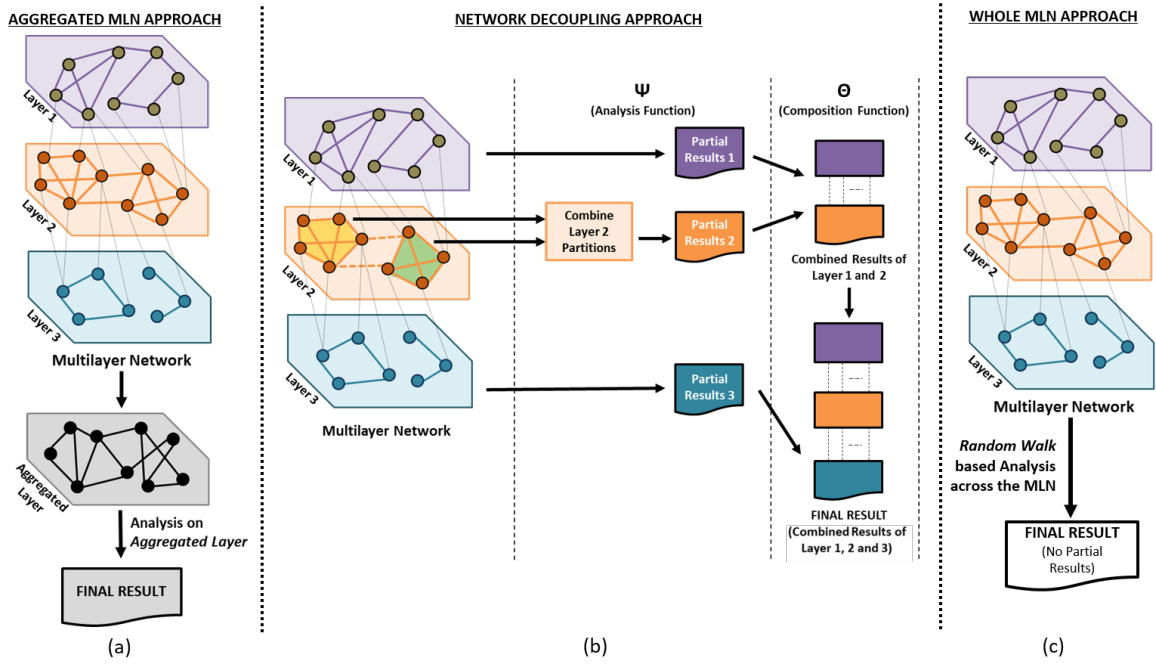 AGGREGATED MLN APPROACH
Layer 1
Layer 2
Layer 3
Multilayer Network
Aggregated
Layer
Analysis on
Aggregated Layer
FINAL RESULT
(a)
NETWORK DECOUPLING APPROACH
Ψ
(Analysis Function)
Θ
(Composition Function)
Layer 1
Layer 2
Layer 3
Multilayer Network
Partial
Results 1
Combine
Layer 2
Partitions
Partial
Results 2
Partial
Results 3
Combined Results of
Layer 1 and 2
FINAL RESULT
(Combined Results of
Layer 1, 2 and 3)
(b)
WHOLE MLN APPROACH
Layer 1
Layer 2
Layer 3
Multilayer Network
Random Walk
based Analysis
across the MLN
FINAL RESULT
(No Partial
Results)
(c)